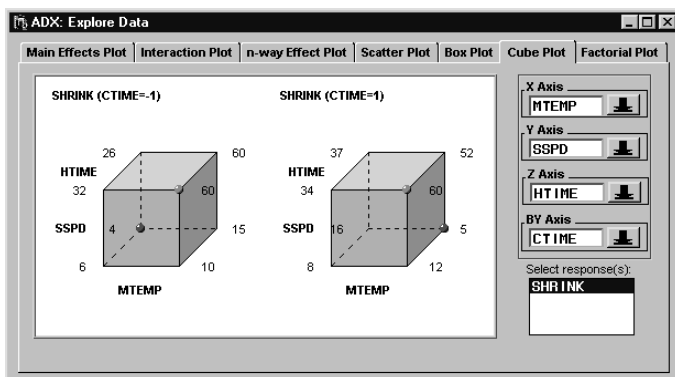 ADX: Explore Data
Main Effects Plot Interaction Plot n-way Effect Plot Scatter Plot Box Plot Cube Plot Factorial Plot
SHRINK (CTIME=-1)
26 60
HTIME
32 60
SSPD 4 15
6 10
MTEMP
SHRINK (CTIME=1)
37 52
HTIME
34 60
SSPD 16 5
8 12
MTEMP
X Axis
MTEMP
Y Axis
SSPD
Z Axis
HTIME
BY Axis
CTIME
Select response(s):
SHRINK